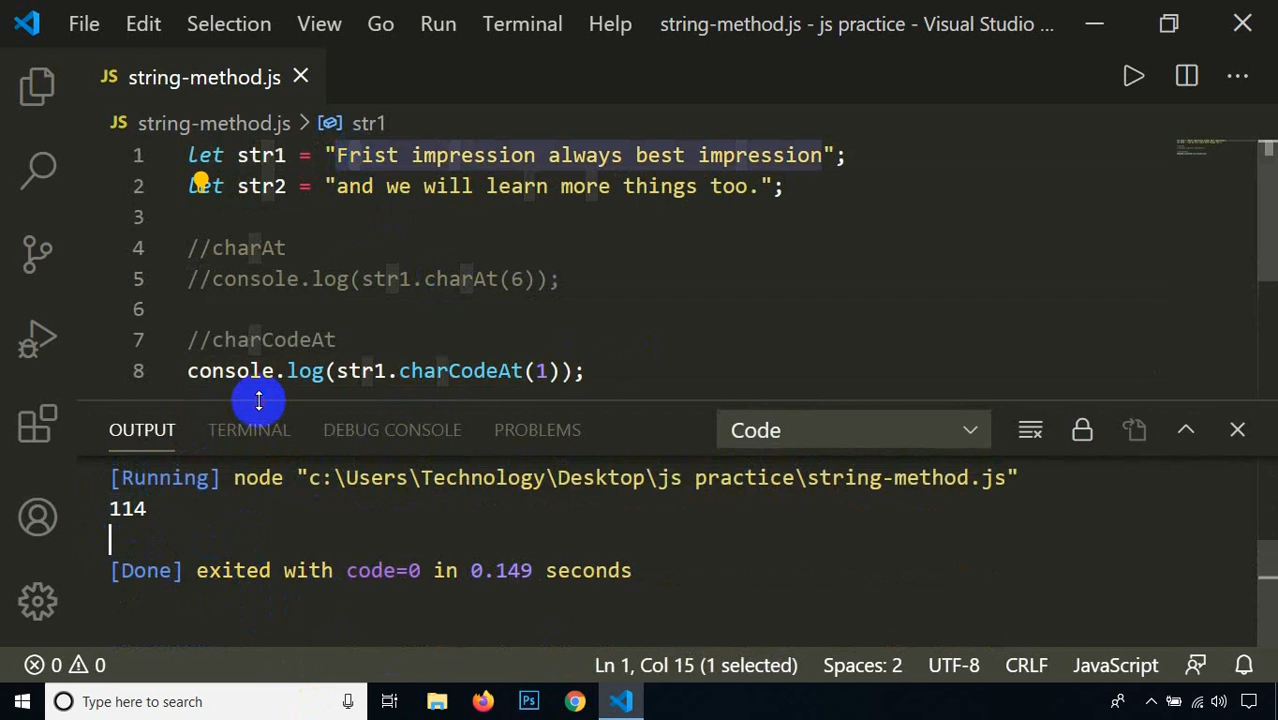 File Edit Selection View Go Run Terminal Help string-method.js - js practice - Visual Studio ...
JS string-method.js
JS string-method.js > str1
1 let str1 = "Frist impression always best impression";
2 let str2 = "and we will learn more things too.";
3
4 //charAt
5 //console.log(str1.charAt(6));
6
7 //charCodeAt
8 console.log(str1.charCodeAt(1));
OUTPUT TERMINAL DEBUG CONSOLE PROBLEMS Code
[Running] node "c:\Users\Technology\Desktop\js practice\string-method.js"
114
[Done] exited with code=0 in 0.149 seconds
0 0 Ln 1, Col 15 (1 selected) Spaces: 2 UTF-8 CRLF JavaScript
Type here to search Ps